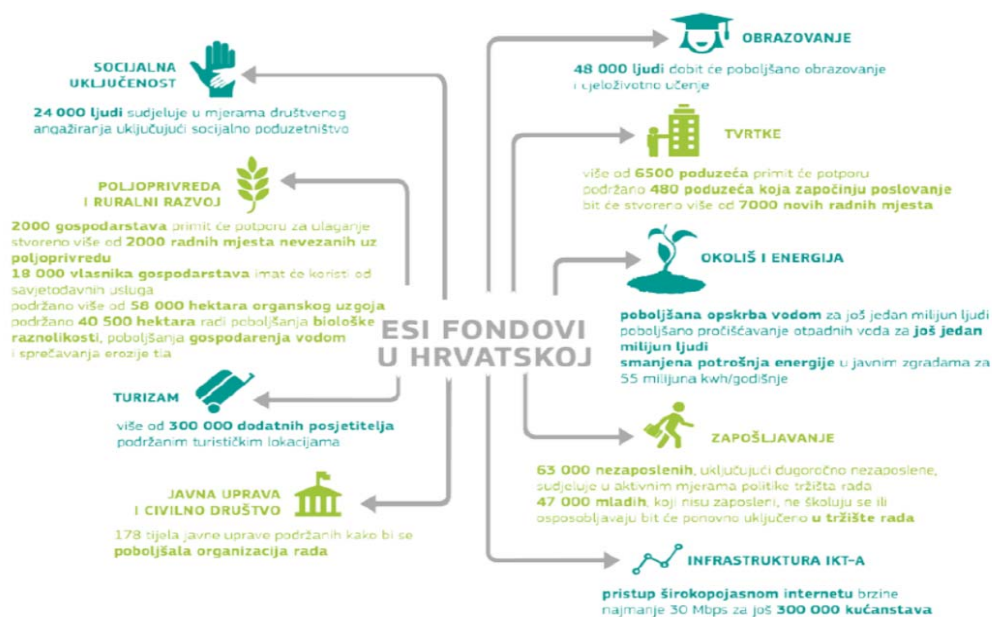 SOCIJALNA
UKLJUČENOST
24 000 ljudi sudjeluje u mjerama društvenog
angažiranja uključujući socijalno poduzetništvo
POLJOPRIVREDA
I RURALNI RAZVOJ
2000 gospodarstava primit će potporu za ulaganje
stvoreno više od 2000 radnih mjesta nevezanih uz
poljoprivredu
18 000 vlasnika gospodarstava imat će koristi od
savjetodavnih usluga
podržano više od 58 000 hektara organskog uzgoja
podržano 40 500 hektara radi poboljšanja biološke
raznolikosti, poboljšanja gospodarenja vodom
i sprečavanja erozije tla
TURIZAM
više od 300 000 dodatnih posjetitelja
podržanim turističkim lokacijama
JAVNA UPRAVA
I CIVILNO DRUŠTVO
178 tijela javne uprave podržanih kako bi se
poboljšala organizacija rada
ESI FONDOVI
U HRVATSKOJ
OBRAZOVANJE
48 000 ljudi dobit će poboljšano obrazovanje
i cjeloživotno učenje
TVRTKE
više od 6500 poduzeća primit će potporu
podržano 480 poduzeća koja započinju poslovanje
bit će stvoreno više od 7000 novih radnih mjesta
OKOLIŠ I ENERGIJA
poboljšana opskrba vodom za još jedan milijun ljudi
poboljšano pročišćavanje otpadnih voda za još jedan
milijun ljudi
smanjena potrošnja energije u javnim zgradama za
55 milijuna kwh/godišnje
ZAPOŠLJAVANJE
63 000 nezaposlenih, uključujući dugoročno nezaposlene,
sudjeluje u aktivnim mjerama politike tržišta rada
47 000 mladih, koji nisu zaposleni, ne školuju se ili
osposobljavaju bit će ponovno uključeno u tržište rada
INFRASTRUKTURA IKT-A
pristup širokopojasnom internetu brzine
najmanje 30 Mbps za još 300 000 kućanstava